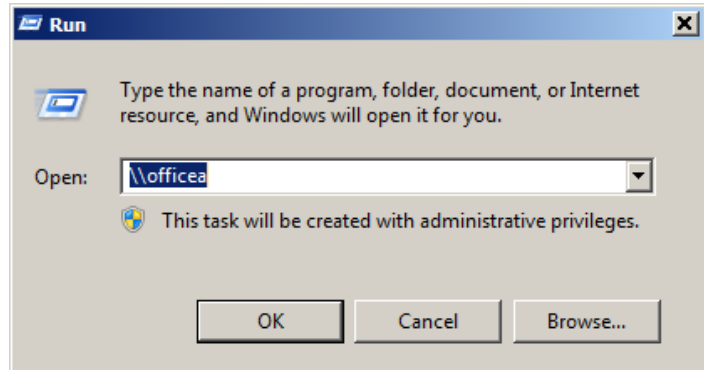 Run
Type the name of a program, folder, document, or Internet
resource, and Windows will open it for you.
Open: \\officea
This task will be created with administrative privileges.
OK Cancel Browse...